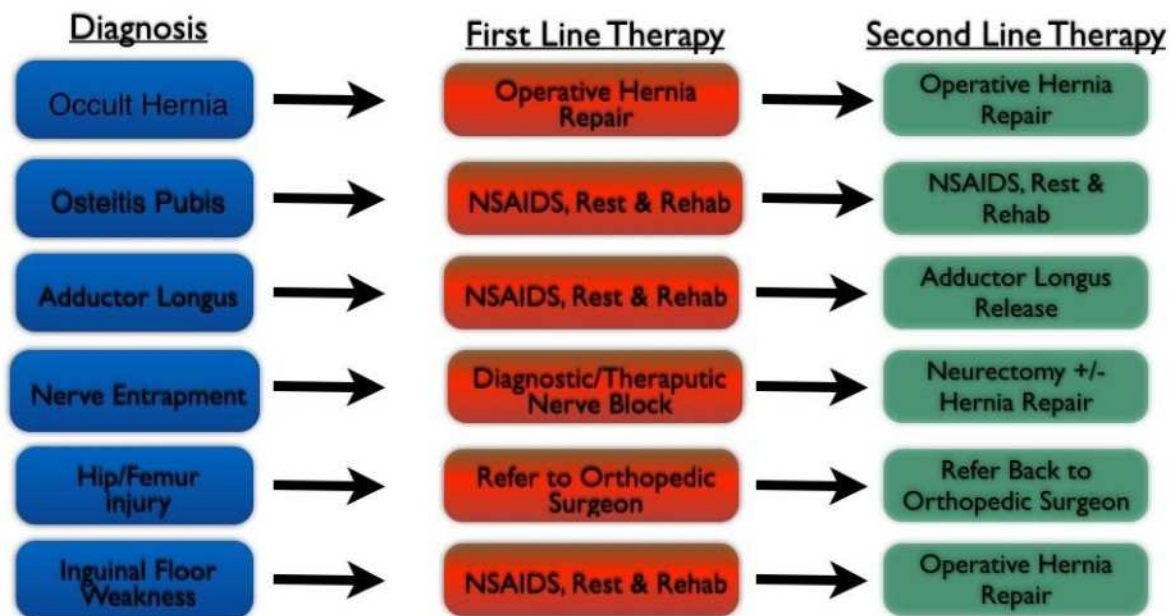 Diagnosis
First Line Therapy
Second Line Therapy
Occult Hernia
Operative Hernia
Repair
Operative Hernia
Repair
Osteitis Pubis
NSAIDS, Rest & Rehab
NSAIDS, Rest &
Rehab
Adductor Longus
NSAIDS, Rest & Rehab
Adductor Longus
Release
Nerve Entrapment
Diagnostic/Theraputic
Nerve Block
Neurectomy +/-
Hernia Repair
Hip/Femur
injury
Refer to Orthopedic
Surgeon
Refer Back to
Orthopedic Surgeon
Inguinal Floor
Weakness
NSAIDS, Rest & Rehab
Operative Hernia
Repair